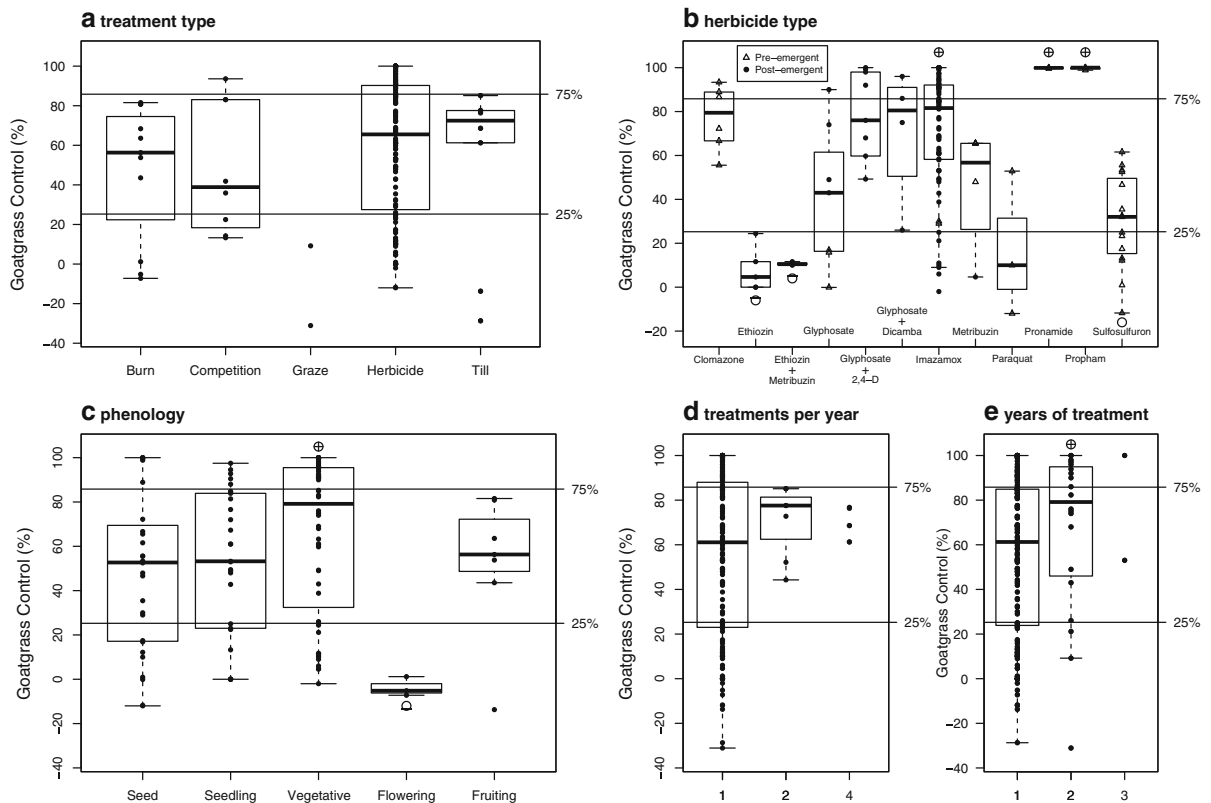 a treatment type
Goatgrass Control (%)
100
80
60
40
20
0
−20
−40
75%
25%
Burn
Competition
Graze
Herbicide
Till
b herbicide type
Goatgrass Control (%)
100
80
60
40
20
0
−20
Pre−emergent
Post−emergent
75%
25%
Clomazone
Ethiozin
Ethiozin
+
Metribuzin
Glyphosate
Glyphosate
+
2,4−D
Glyphosate
+
Dicamba
Imazamox
Metribuzin
Paraquat
Pronamide
Propham
Sulfosulfuron
c phenology
Goatgrass Control (%)
100
80
60
40
20
0
−20
−40
75%
25%
Seed
Seedling
Vegetative
Flowering
Fruiting
d treatments per year
100
80
60
40
20
0
−20
−40
75%
25%
1
2
4
e years of treatment
Goatgrass Control (%)
100
80
60
40
20
0
−20
−40
75%
25%
1
2
3